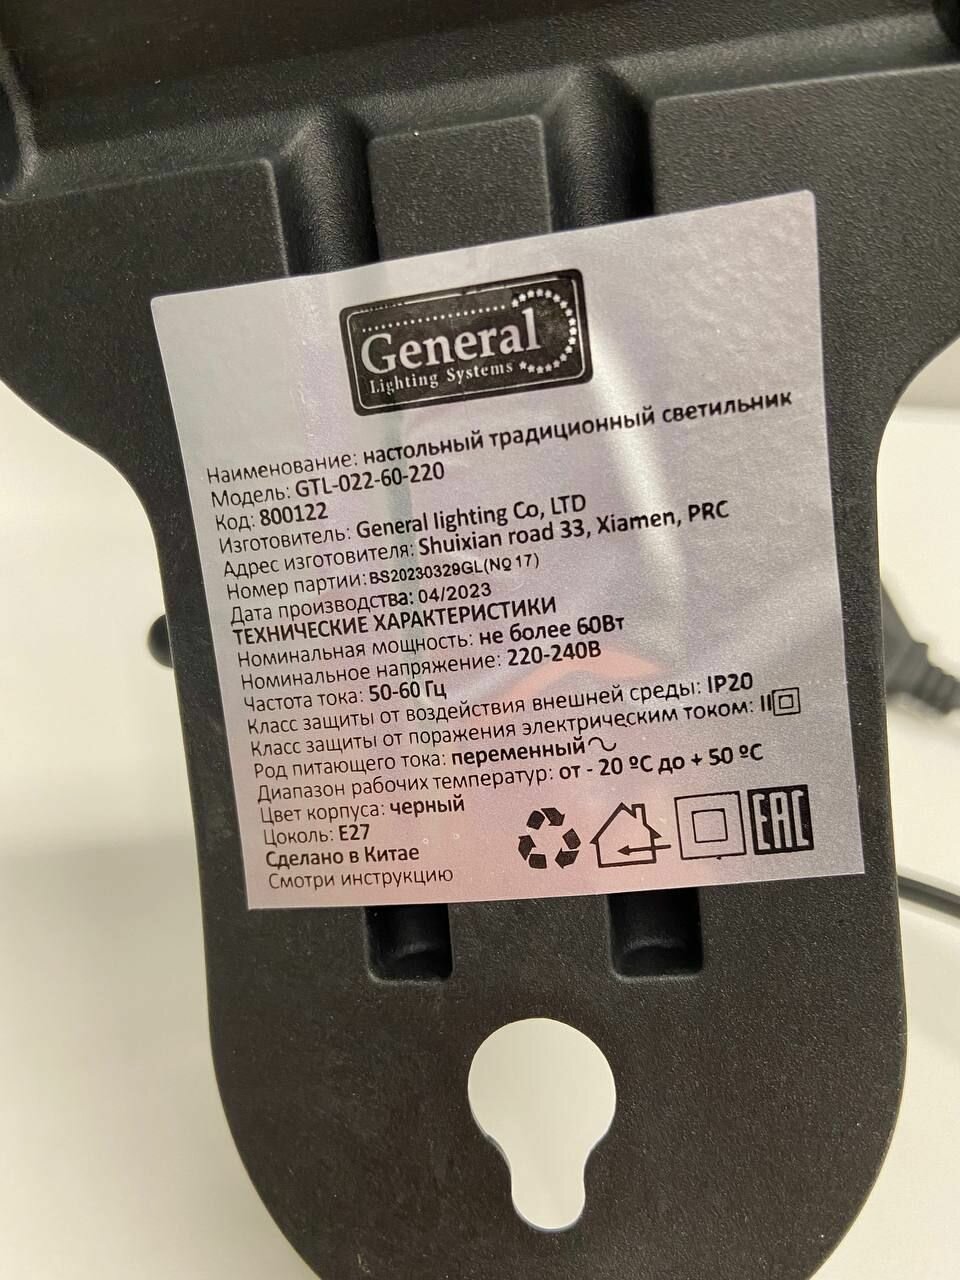 General
Lighting Systems
Наименование: настольный традиционный светильник
Модель: GTL-022-60-220
Код: 800122
Изготовитель: General lighting Co, LTD
Адрес изготовителя: Shuixian road 33, Xiamen, PRC
Номер партии: BS20230329GL(№17)
Дата производства: 04/2023
ТЕХНИЧЕСКИЕ ХАРАКТЕРИСТИКИ
Номинальная мощность: не более 60Вт
Номинальное напряжение: 220-240В
Частота тока: 50-60 Гц
Класс защиты от воздействия внешней среды: IP20
Класс защиты от поражения электрическим током: II
Род питающего тока: переменный
Диапазон рабочих температур: от - 20 ºC до + 50 ºC
Цвет корпуса: черный
Цоколь: E27
Сделано в Китае
Смотри инструкцию
EAC